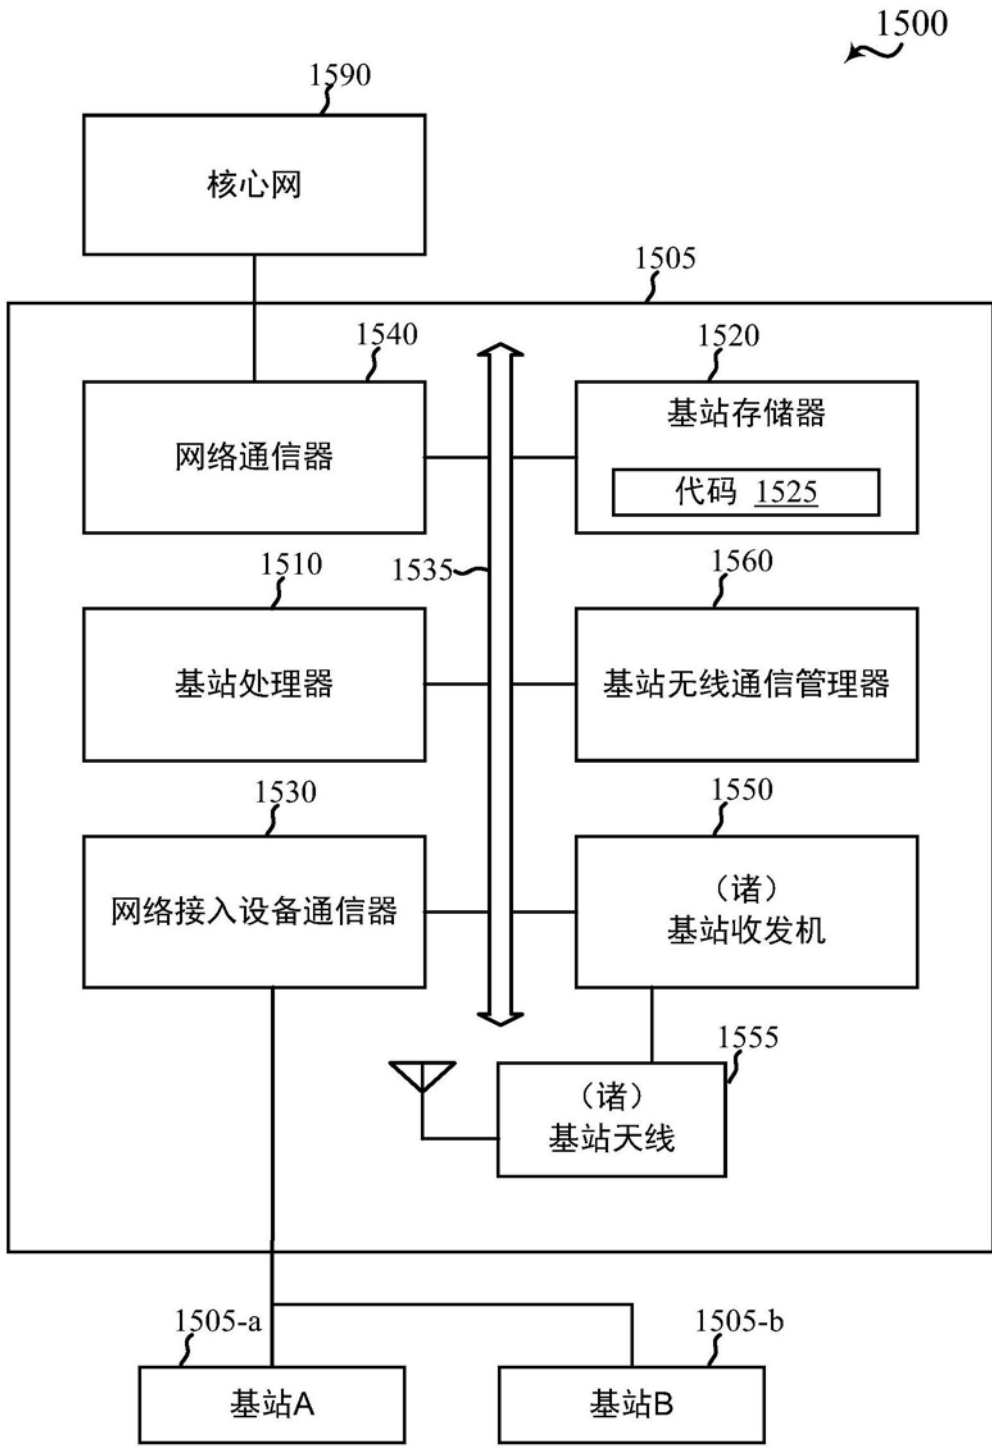 1500
1590
核心网
1505
1540
网络通信器
1520
基站存储器
代码 1525
1510
基站处理器
1535
1560
基站无线通信管理器
1530
网络接入设备通信器
1550
（诸）
基站收发机
1555
（诸）
基站天线
1505-a
基站A
1505-b
基站B